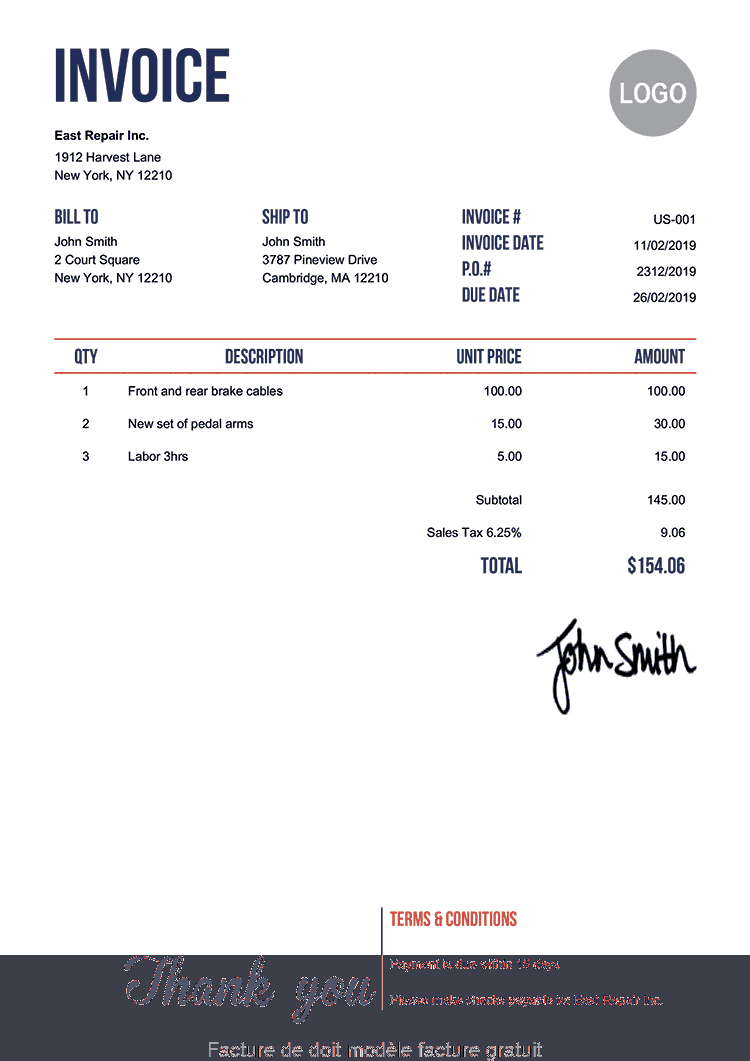 INVOICE
LOGO
East Repair Inc.
1912 Harvest Lane
New York, NY 12210
BILL TO
John Smith
2 Court Square
New York, NY 12210
SHIP TO
John Smith
3787 Pineview Drive
Cambridge, MA 12210
INVOICE # US-001
INVOICE DATE 11/02/2019
P.O.# 2312/2019
DUE DATE 26/02/2019
QTY DESCRIPTION UNIT PRICE AMOUNT
1 Front and rear brake cables 100.00 100.00
2 New set of pedal arms 15.00 30.00
3 Labor 3hrs 5.00 15.00
Subtotal 145.00
Sales Tax 6.25% 9.06
TOTAL $154.06
John Smith
TERMS & CONDITIONS
Thank you
Payment is due within 15 days
Please make checks payable to: East Repair Inc.
Facture de doit modèle facture gratuit